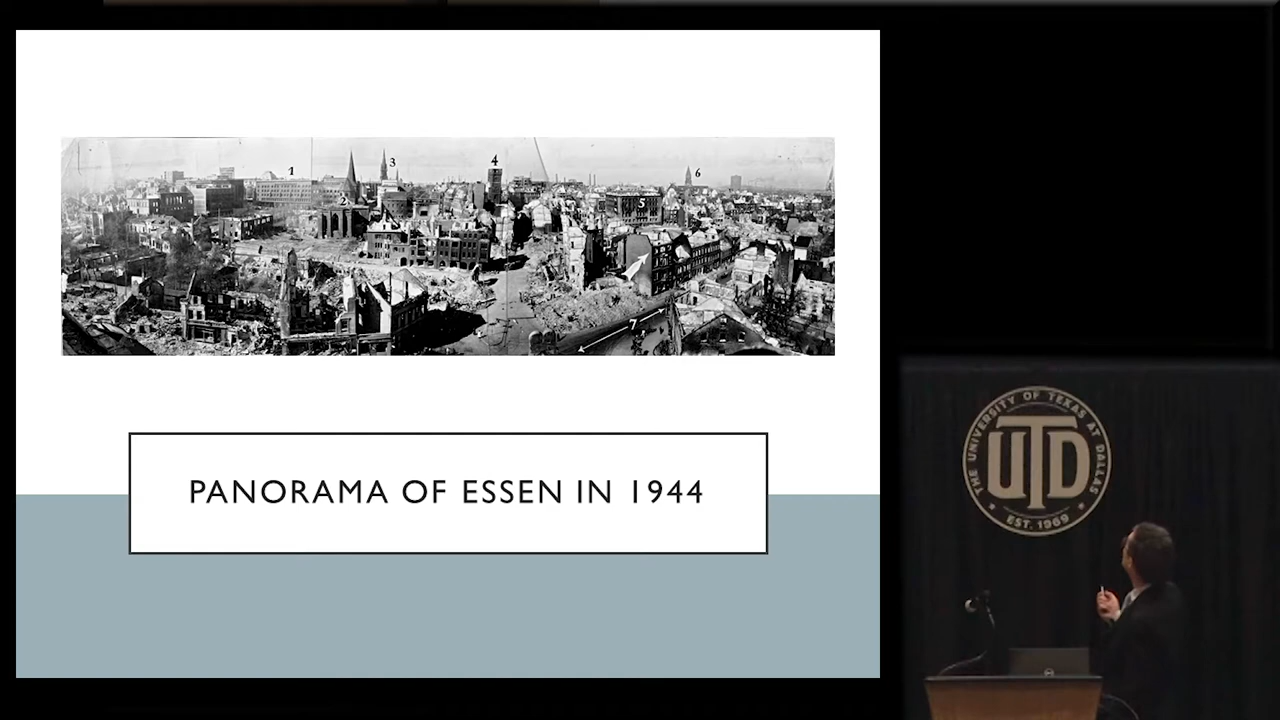 1
2
3
4
5
6
7
PANORAMA OF ESSEN IN 1944
THE UNIVERSITY OF TEXAS AT DALLAS
UTD
EST. 1969